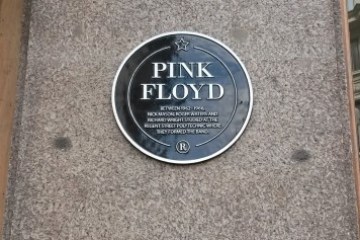 PINK
FLOYD
BETWEEN 1962 - 1966
NICK MASON, ROGER WATERS AND
RICHARD WRIGHT STUDIED AT THE
REGENT STREET POLYTECHNIC WHERE
THEY FORMED THE BAND
R